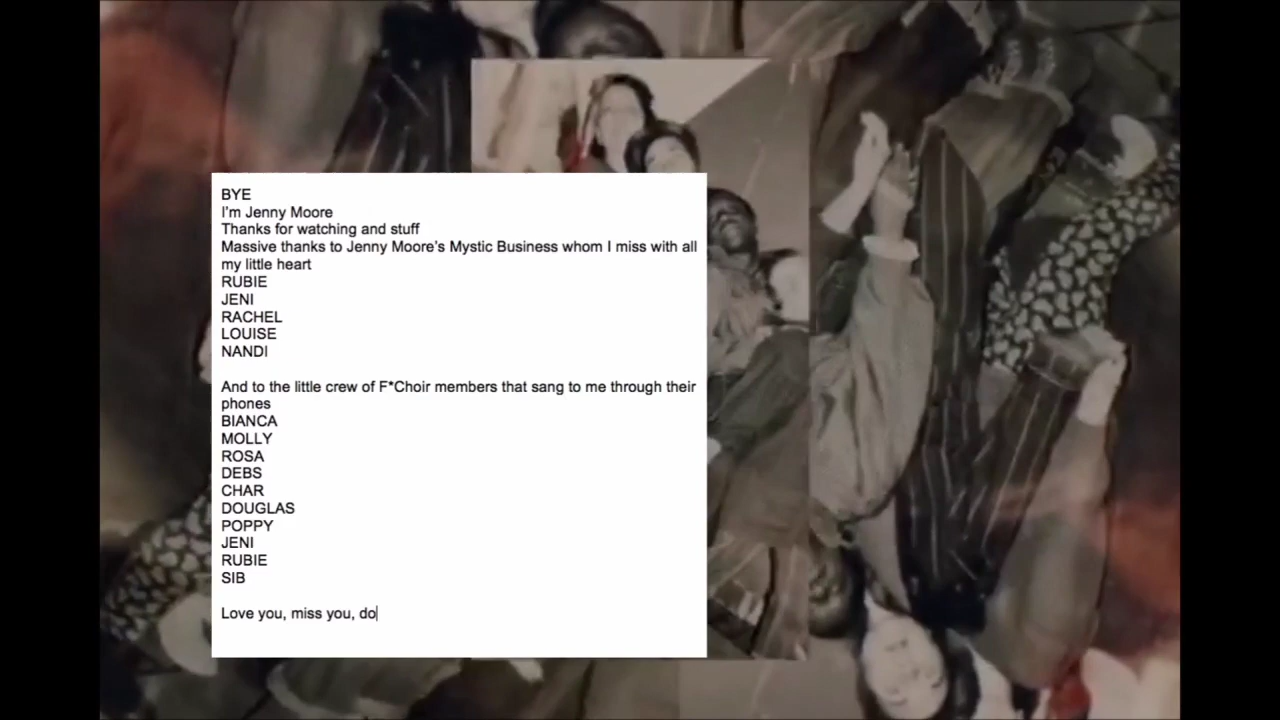 BYE
I'm Jenny Moore
Thanks for watching and stuff
Massive thanks to Jenny Moore’s Mystic Business whom I miss with all
my little heart
RUBIE
JENI
RACHEL
LOUISE
NANDI
And to the little crew of F*Choir members that sang to me through their
phones
BIANCA
MOLLY
ROSA
DEBS
CHAR
DOUGLAS
POPPY
JENI
RUBIE
SIB
Love you, miss you, do